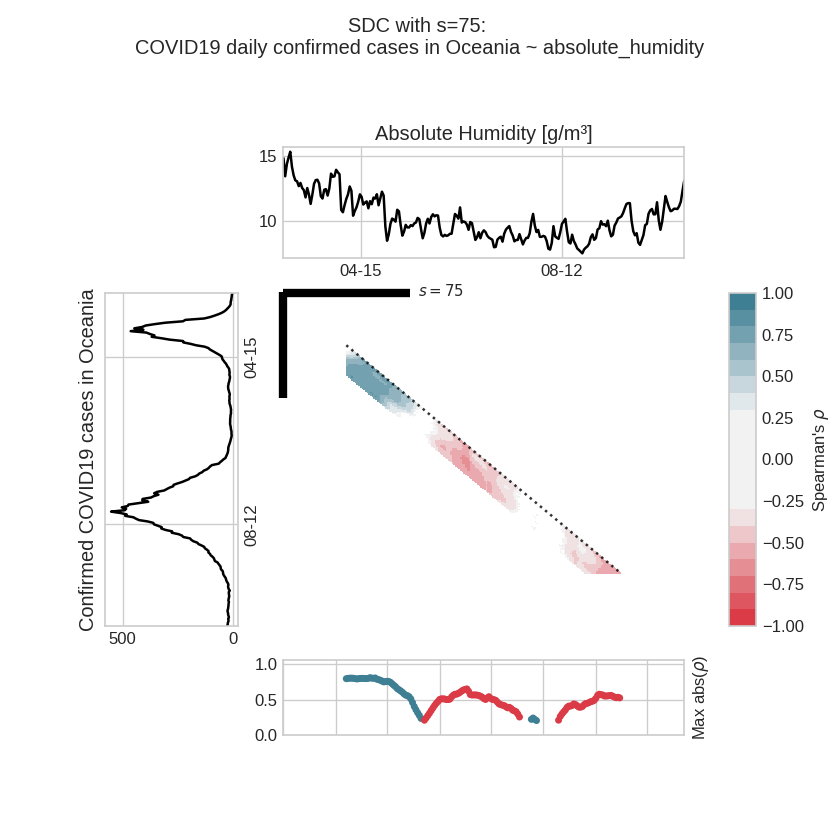 SDC with s=75:
COVID19 daily confirmed cases in Oceania ~ absolute_humidity
Absolute Humidity [g/m³]
15
10
04-15
08-12
s = 75
Confirmed COVID19 cases in Oceania
04-15
08-12
500
0
1.00
0.75
0.50
0.25
0.00
−0.25
−0.50
−0.75
−1.00
Spearman's ρ
1.0
0.5
0.0
Max abs(ρ)